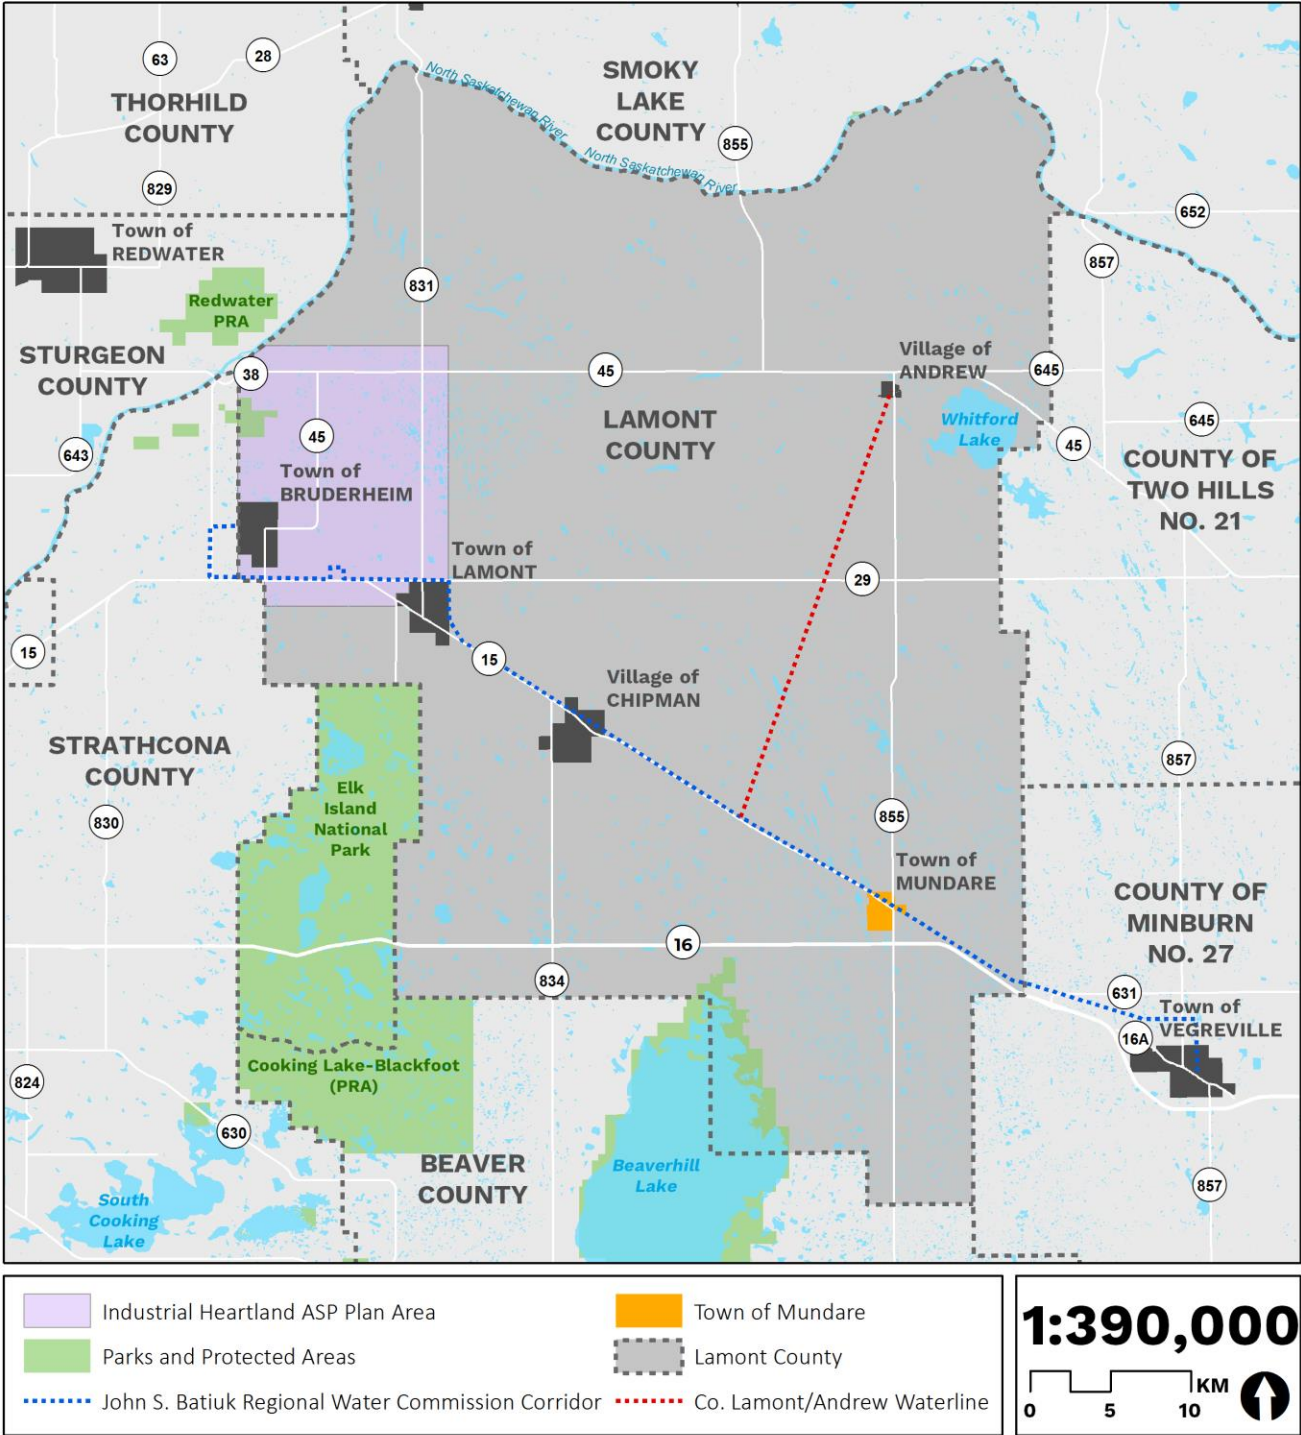 63
28
THORHILD
COUNTY
North Saskatchewan River
SMOKY
LAKE
COUNTY
855
North Saskatchewan River
829
652
Town of
REDWATER
857
831
Redwater
PRA
STURGEON
COUNTY
38
45
Village of
ANDREW
645
LAMONT
COUNTY
Whitford
Lake
645
45
45
643
COUNTY OF
TWO HILLS
NO. 21
Town of
BRUDERHEIM
Town of
LAMONT
29
15
15
Village of
CHIPMAN
STRATHCONA
COUNTY
857
Elk
Island
National
Park
830
855
Town of
MUNDARE
COUNTY OF
MINBURN
NO. 27
16
834
631
Town of
VEGREVILLE
16A
Cooking Lake-Blackfoot
(PRA)
824
630
BEAVER
COUNTY
Beaverhill
Lake
857
South
Cooking
Lake
Industrial Heartland ASP Plan Area
Town of Mundare
Parks and Protected Areas
Lamont County
John S. Batiuk Regional Water Commission Corridor
Co. Lamont/Andrew Waterline
1:390,000
KM
0 5 10